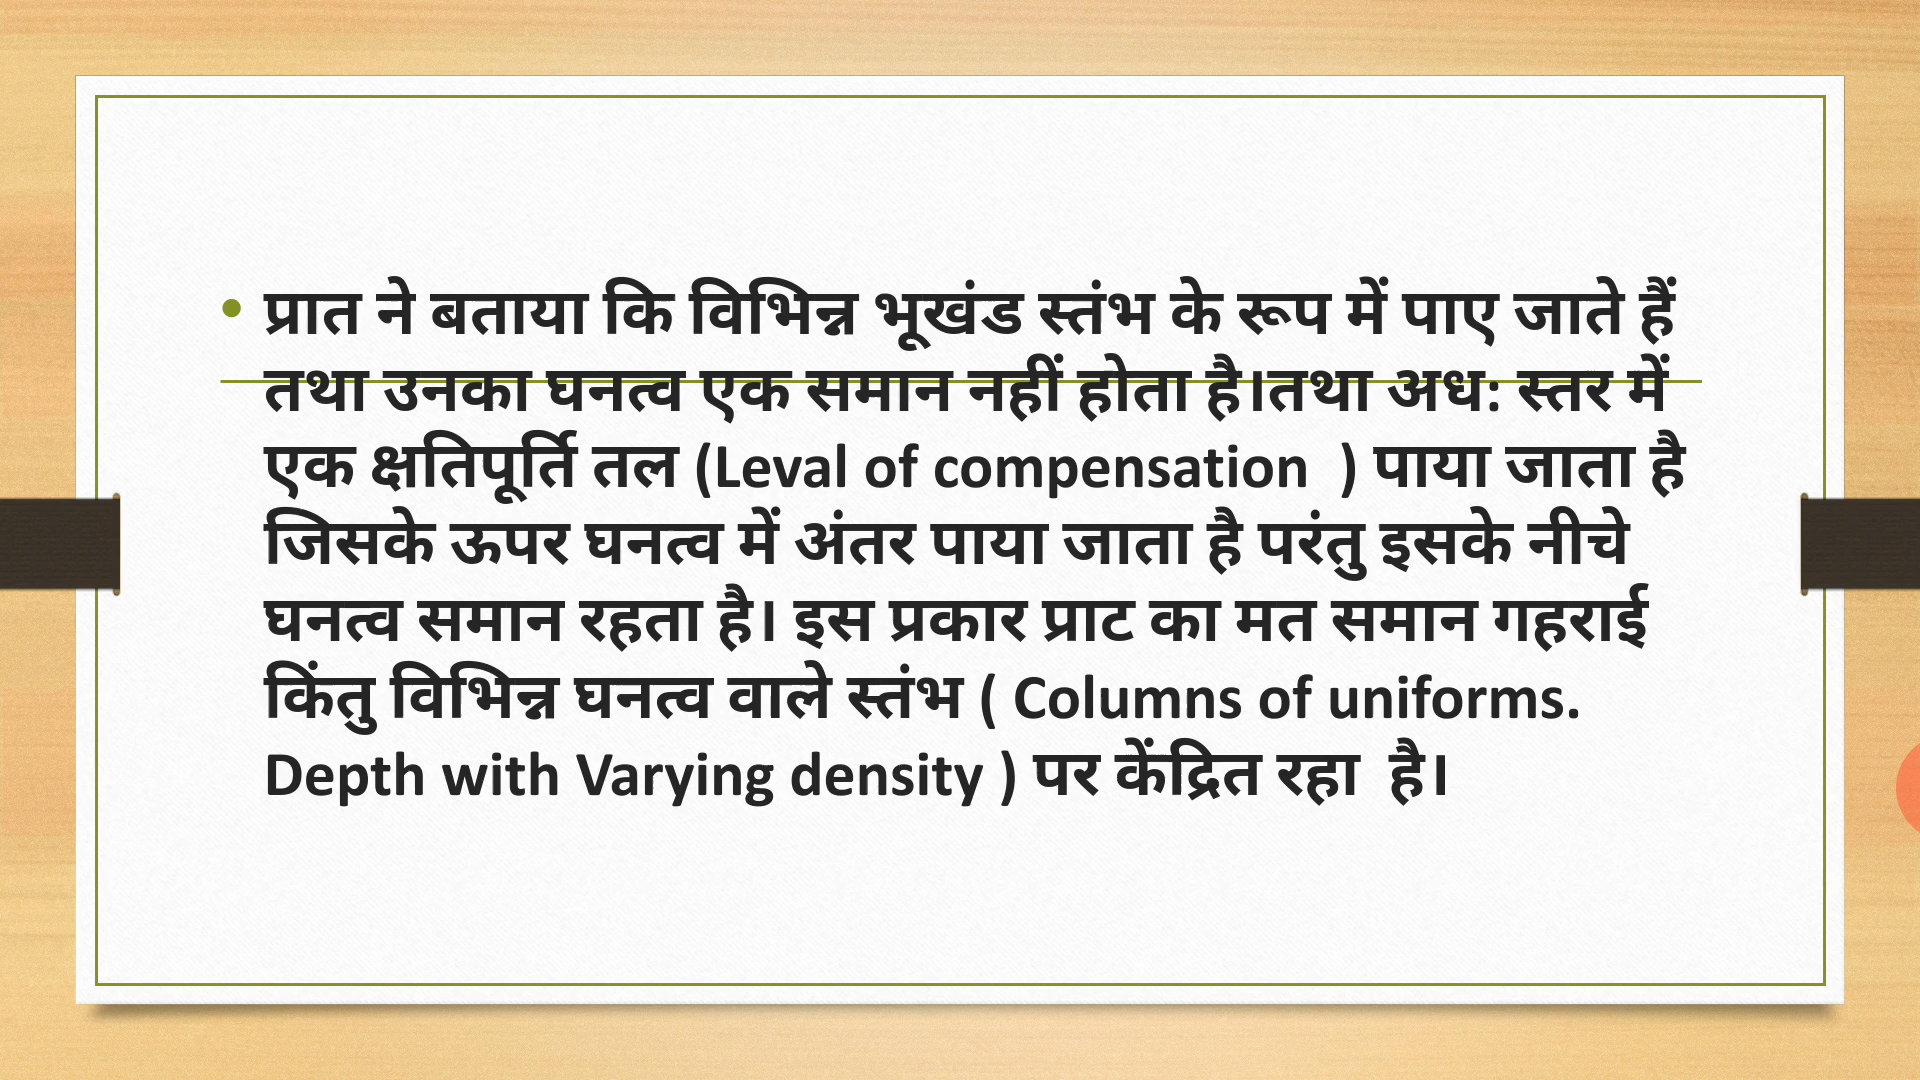 • प्रात ने बताया कि विभिन्न भूखंड स्तंभ के रूप में पाए जाते हैं
तथा उनका घनत्व एक समान नहीं होता है।तथा अध: स्तर में
एक क्षतिपूर्ति तल (Leval of compensation  ) पाया जाता है
जिसके ऊपर घनत्व में अंतर पाया जाता है परंतु इसके नीचे
घनत्व समान रहता है। इस प्रकार प्राट का मत समान गहराई
किंतु विभिन्न घनत्व वाले स्तंभ ( Columns of uniforms.
Depth with Varying density ) पर केंद्रित रहा  है।